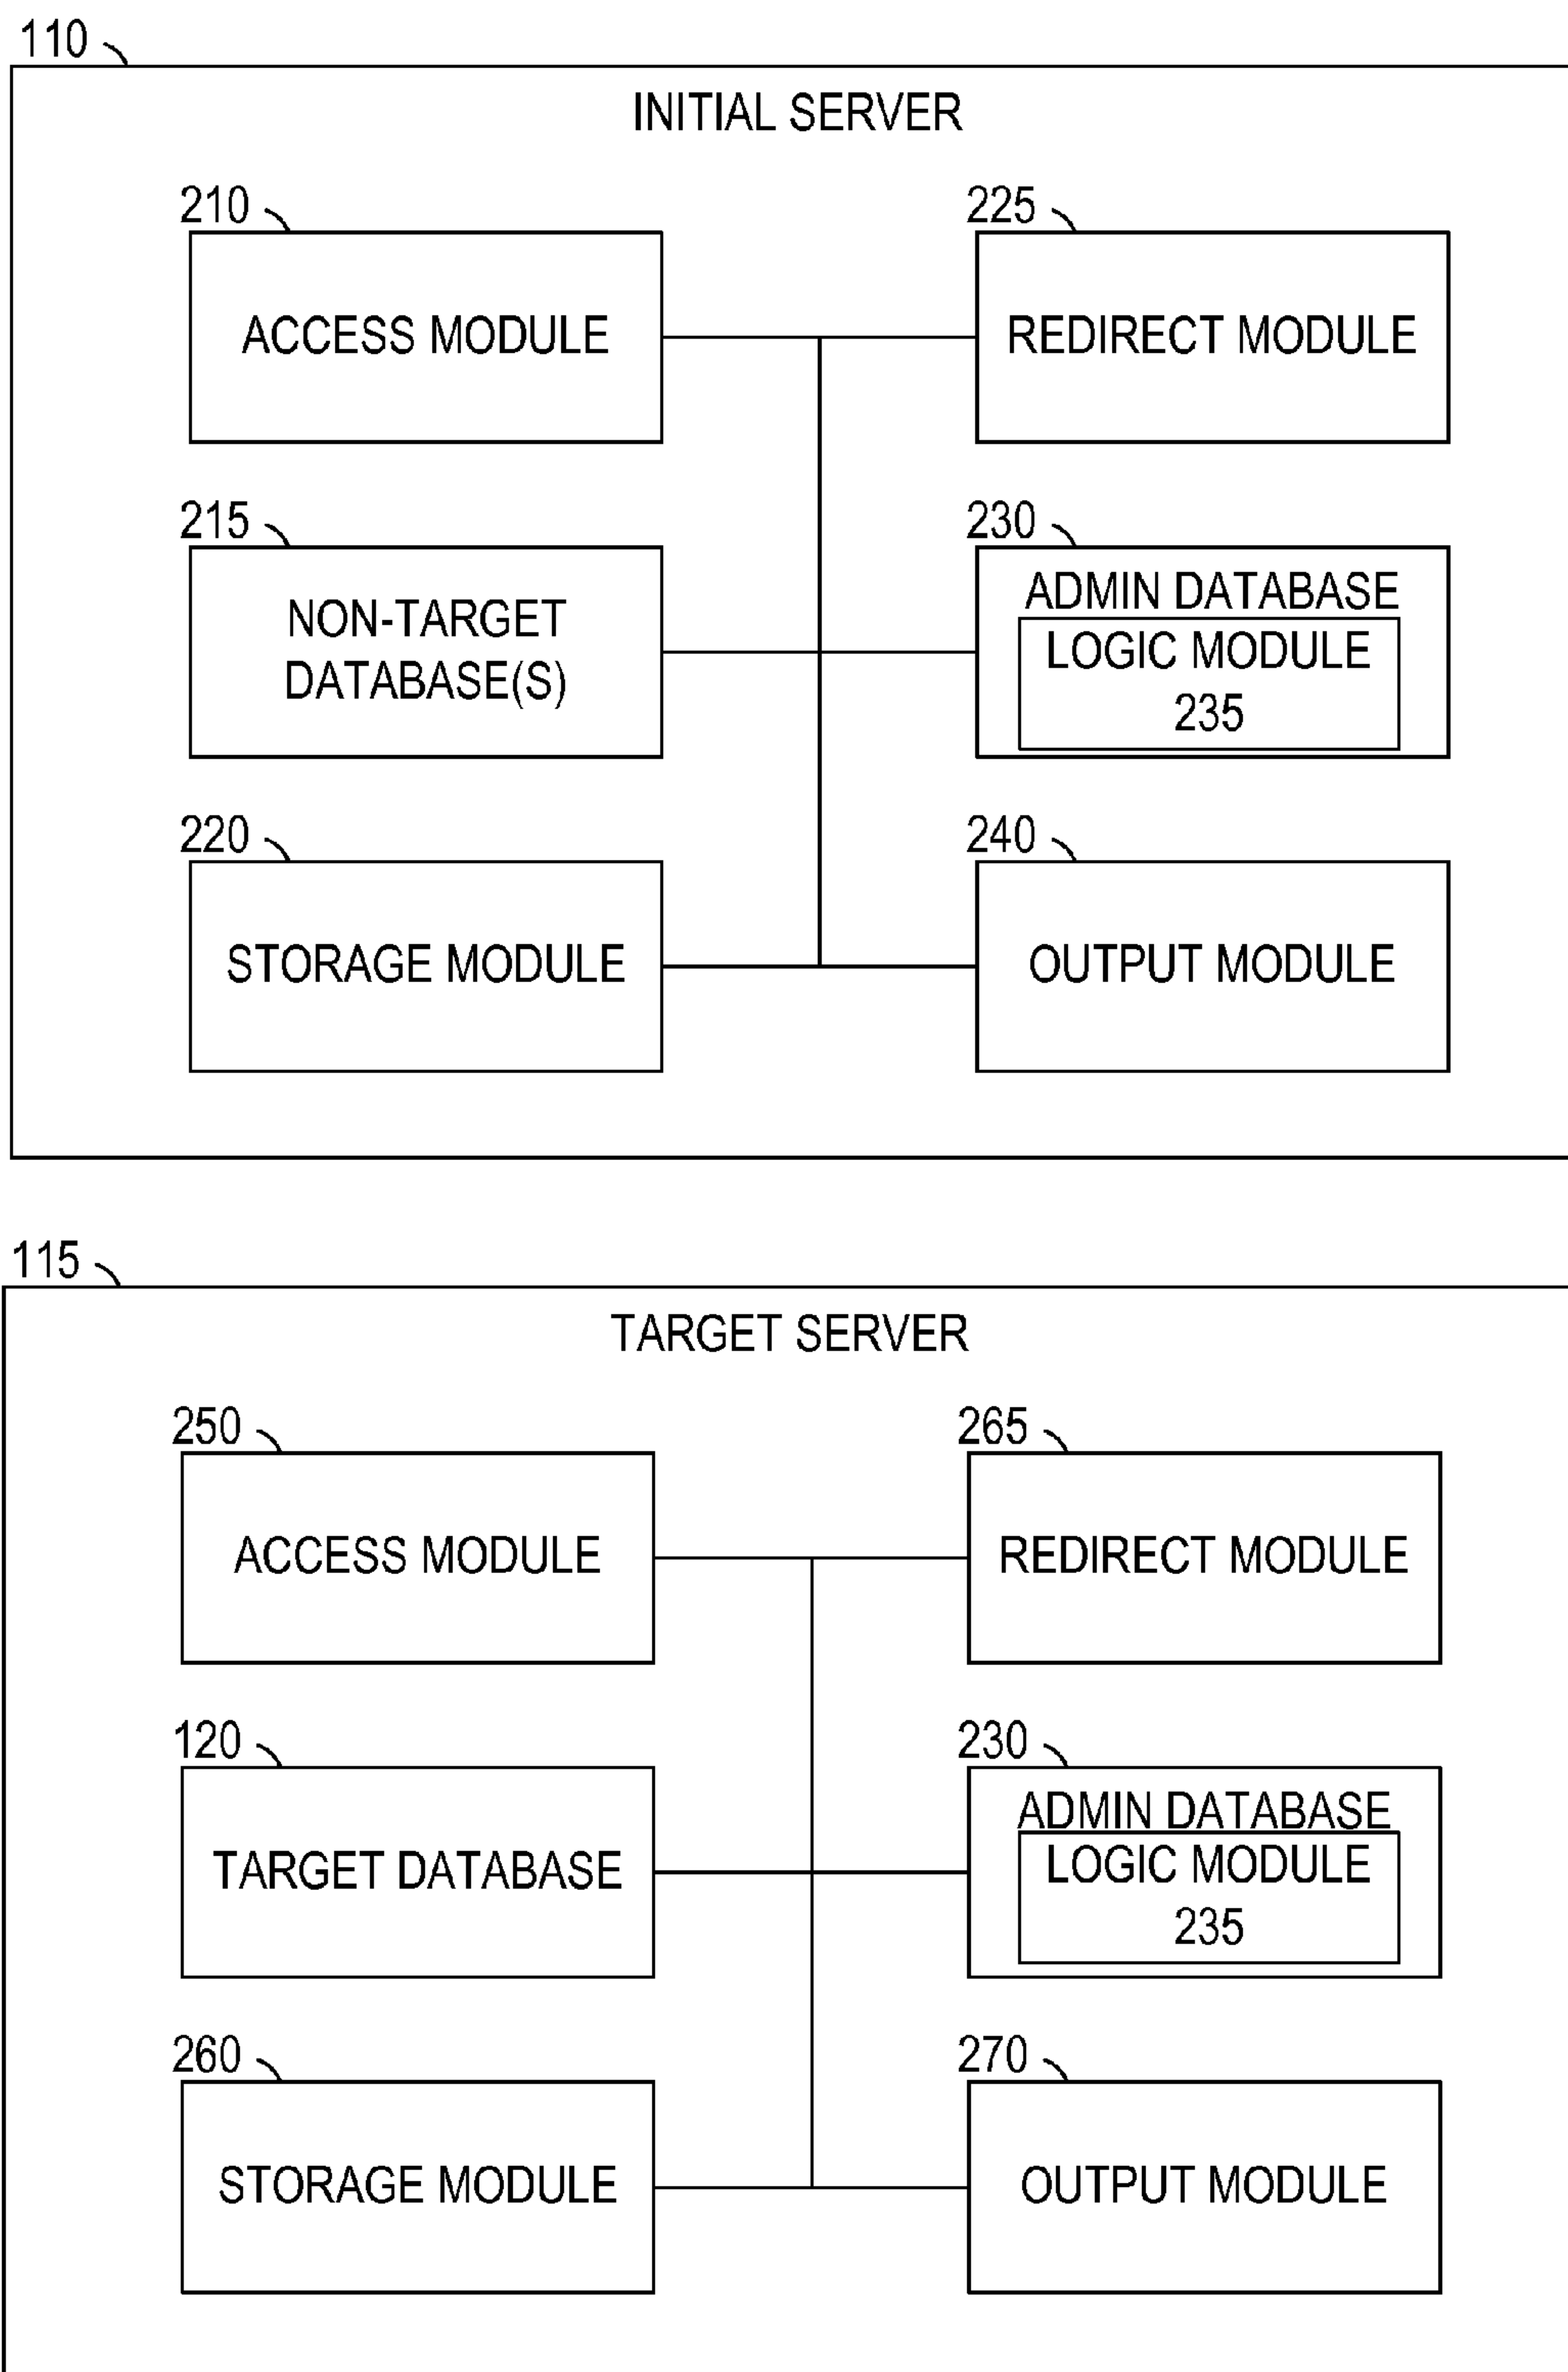 110
INITIAL SERVER
210
225
ACCESS MODULE
REDIRECT MODULE
215
230
NON-TARGET
DATABASE(S)
ADMIN DATABASE
LOGIC MODULE
235
220
240
STORAGE MODULE
OUTPUT MODULE
115
TARGET SERVER
250
265
ACCESS MODULE
REDIRECT MODULE
120
230
TARGET DATABASE
ADMIN DATABASE
LOGIC MODULE
235
260
270
STORAGE MODULE
OUTPUT MODULE